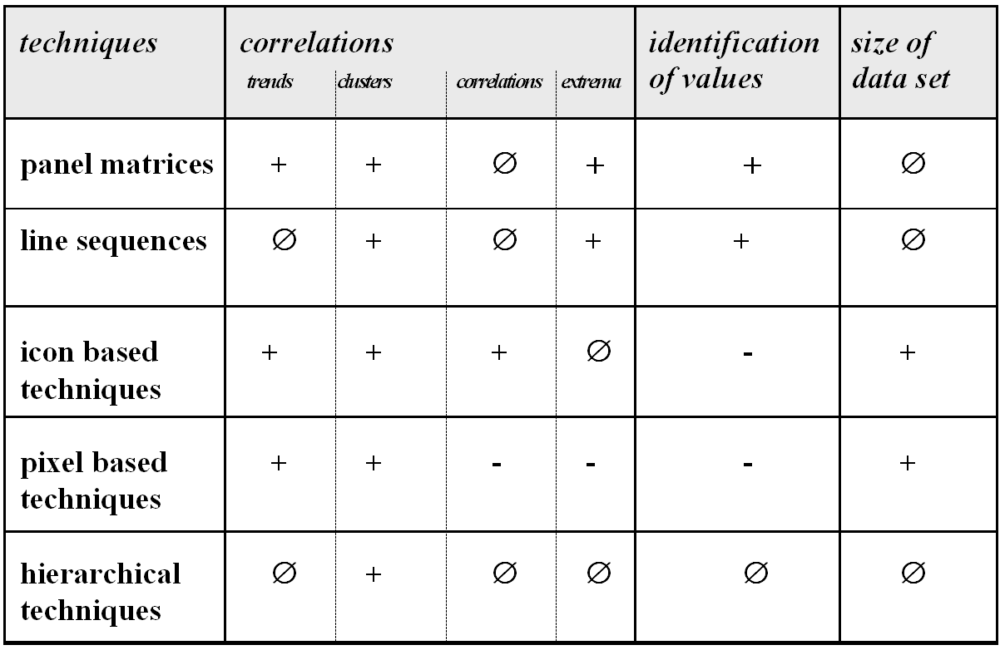 techniques correlations identification of values size of data set
trends clusters correlations extrema
panel matrices + + ∅ + + ∅
line sequences ∅ + ∅ + + ∅
icon based techniques + + + ∅ - +
pixel based techniques + + - - - +
hierarchical techniques ∅ + ∅ ∅ ∅ ∅